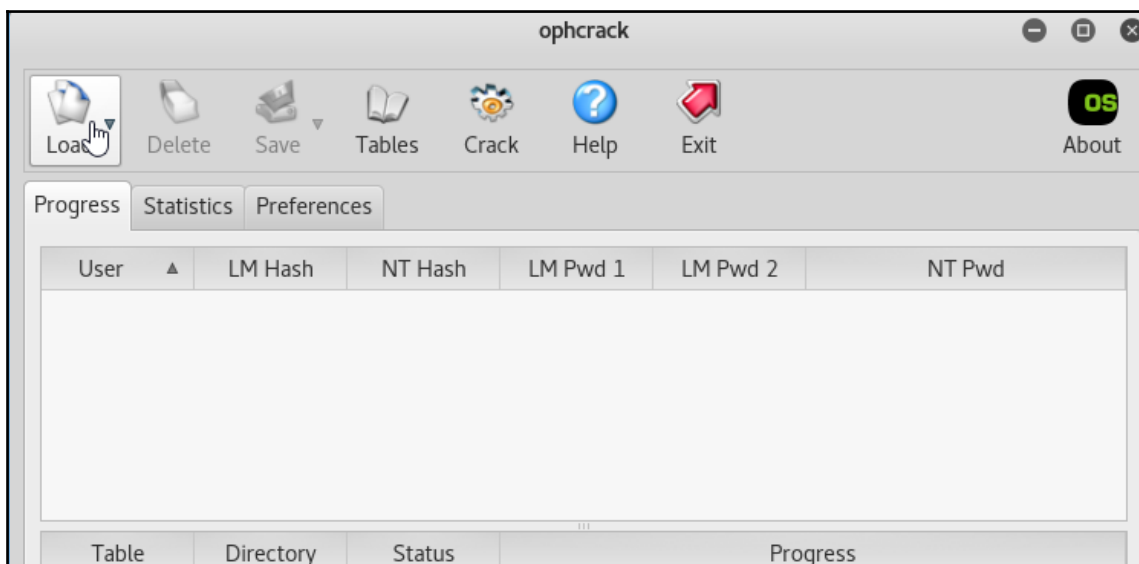 ophcrack
Load Delete Save Tables Crack Help Exit OS About
Progress Statistics Preferences
User LM Hash NT Hash LM Pwd 1 LM Pwd 2 NT Pwd
Table Directory Status Progress